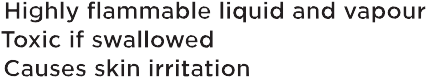 Highly flammable liquid and vapour
Toxic if swallowed
Causes skin irritation